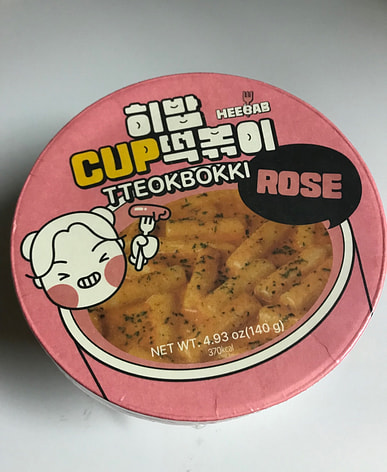 히밥
HEEBAB
CUP떡볶이
TTEOKBOKKI
ROSE
NET WT. 4.93 oz(140 g)
370kcal